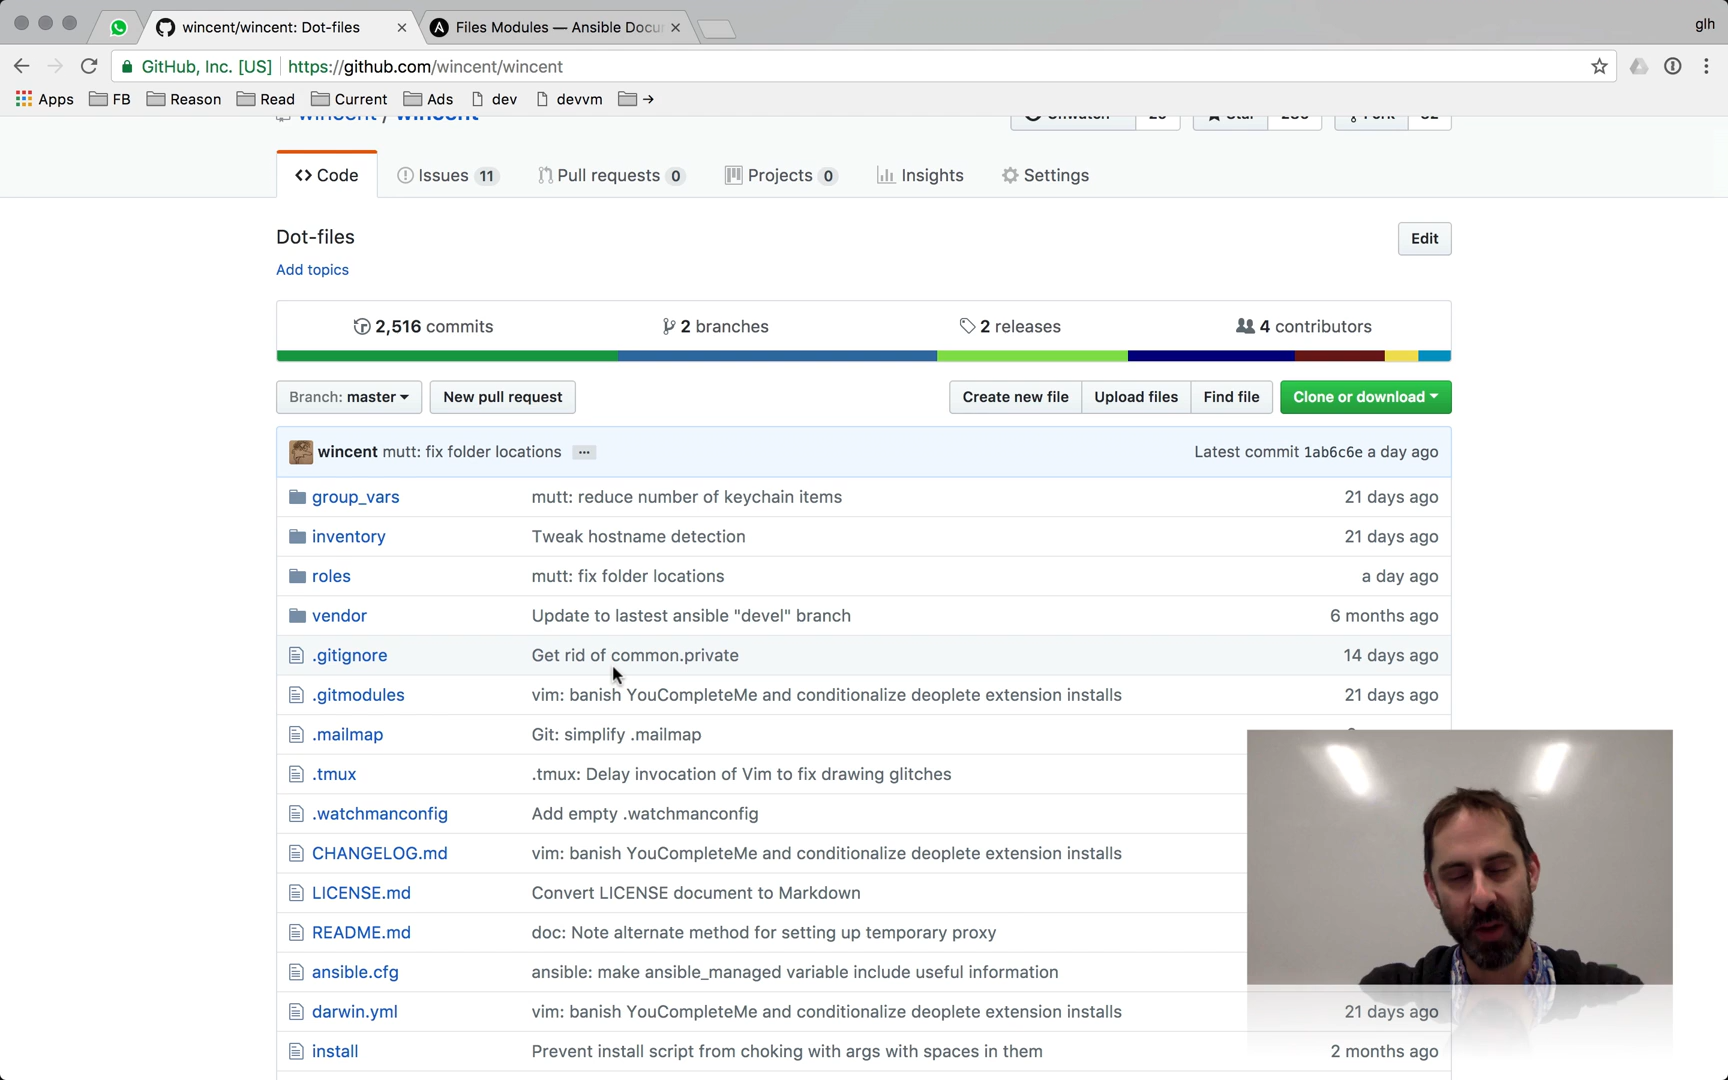 wincent/wincent: Dot-files
Files Modules — Ansible Docu
glh
GitHub, Inc. [US]
https://github.com/wincent/wincent
Apps
FB
Reason
Read
Current
Ads
dev
devvm
→
wincent / wincent
Unwatch
Star
Fork
<> Code
Issues 11
Pull requests 0
Projects 0
Insights
Settings
Dot-files
Edit
Add topics
2,516 commits
2 branches
2 releases
4 contributors
Branch: master
New pull request
Create new file
Upload files
Find file
Clone or download
wincent mutt: fix folder locations ...
Latest commit 1ab6c6e a day ago
group_vars mutt: reduce number of keychain items 21 days ago
inventory Tweak hostname detection 21 days ago
roles mutt: fix folder locations a day ago
vendor Update to lastest ansible "devel" branch 6 months ago
.gitignore Get rid of common.private 14 days ago
.gitmodules vim: banish YouCompleteMe and conditionalize deoplete extension installs 21 days ago
.mailmap Git: simplify .mailmap
.tmux .tmux: Delay invocation of Vim to fix drawing glitches
.watchmanconfig Add empty .watchmanconfig
CHANGELOG.md vim: banish YouCompleteMe and conditionalize deoplete extension installs
LICENSE.md Convert LICENSE document to Markdown
README.md doc: Note alternate method for setting up temporary proxy
ansible.cfg ansible: make ansible_managed variable include useful information
darwin.yml vim: banish YouCompleteMe and conditionalize deoplete extension installs 21 days ago
install Prevent install script from choking with args with spaces in them 2 months ago